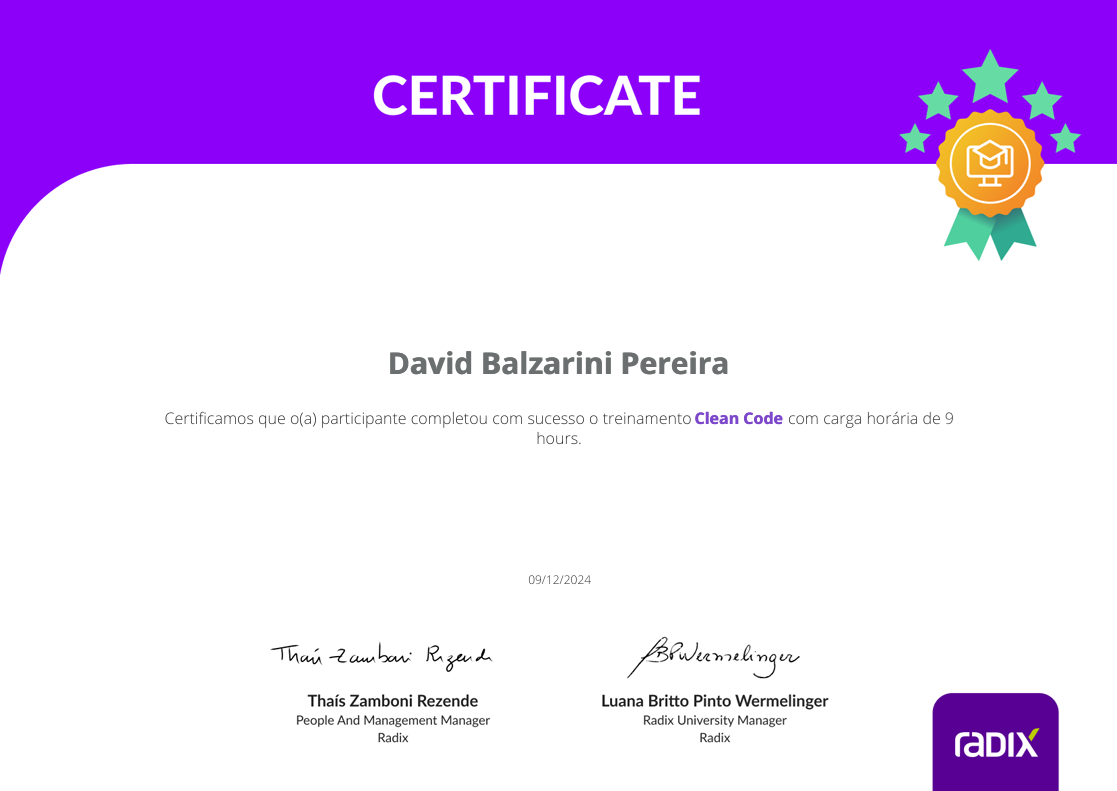 CERTIFICATE
David Balzarini Pereira
Certificamos que o(a) participante completou com sucesso o treinamento Clean Code com carga horária de 9
hours.
09/12/2024
Thaís Zamboni Rezende
BPWermelinger
Thaís Zamboni Rezende
People And Management Manager
Radix
Luana Britto Pinto Wermelinger
Radix University Manager
Radix
radix